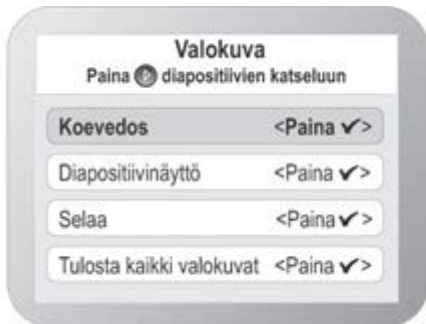 Valokuva
Paina diapositiivien katseluun
Koevedos <Paina ✔>
Diapositiivinäyttö <Paina ✔>
Selaa <Paina ✔>
Tulosta kaikki valokuvat <Paina ✔>